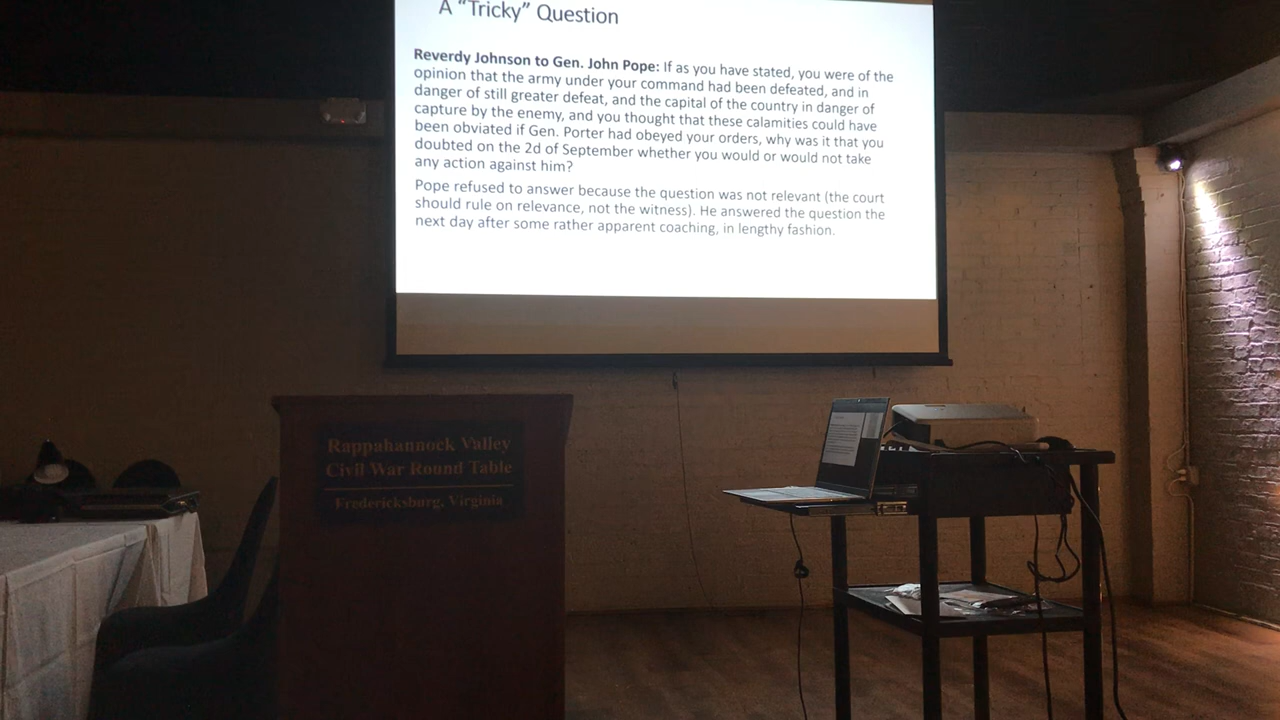 A "Tricky" Question
Reverdy Johnson to Gen. John Pope: If as you have stated, you were of the
opinion that the army under your command had been defeated, and in
danger of still greater defeat, and the capital of the country in danger of
capture by the enemy, and you thought that these calamities could have
been obviated if Gen. Porter had obeyed your orders, why was it that you
doubted on the 2d of September whether you would or would not take
any action against him?
Pope refused to answer because the question was not relevant (the court
should rule on relevance, not the witness). He answered the question the
next day after some rather apparent coaching, in lengthy fashion.
Rappahannock Valley
Civil War Round Table
Fredericksburg, Virginia